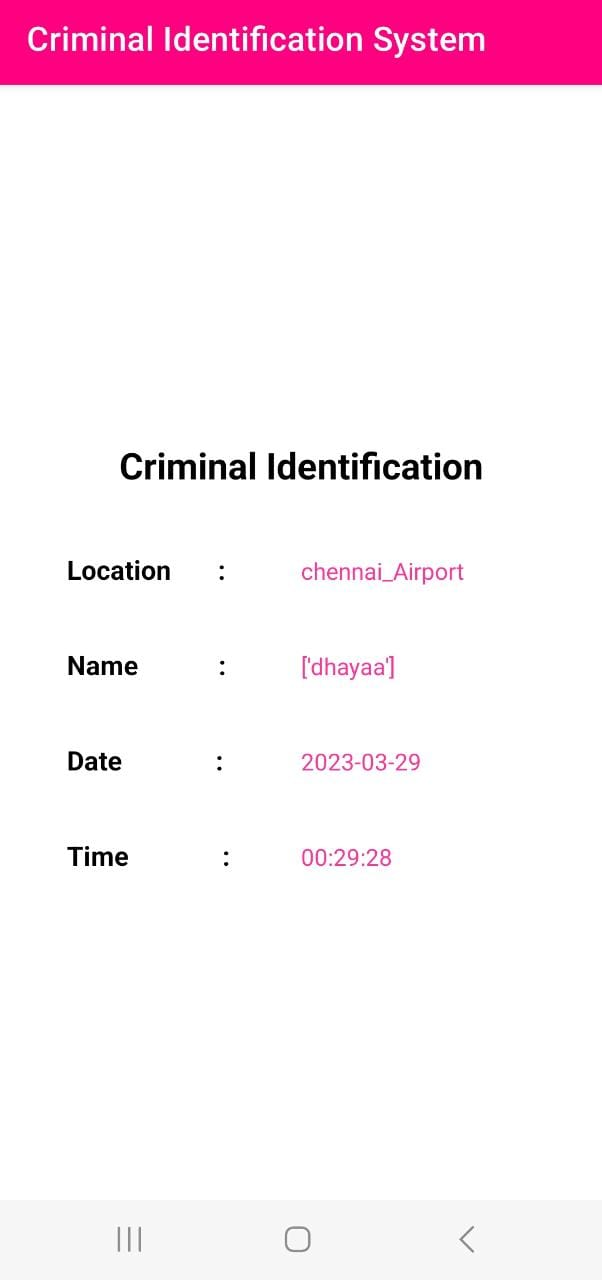 Criminal Identification System
Criminal Identification
Location : chennai_Airport
Name : ['dhayaa']
Date : 2023-03-29
Time : 00:29:28